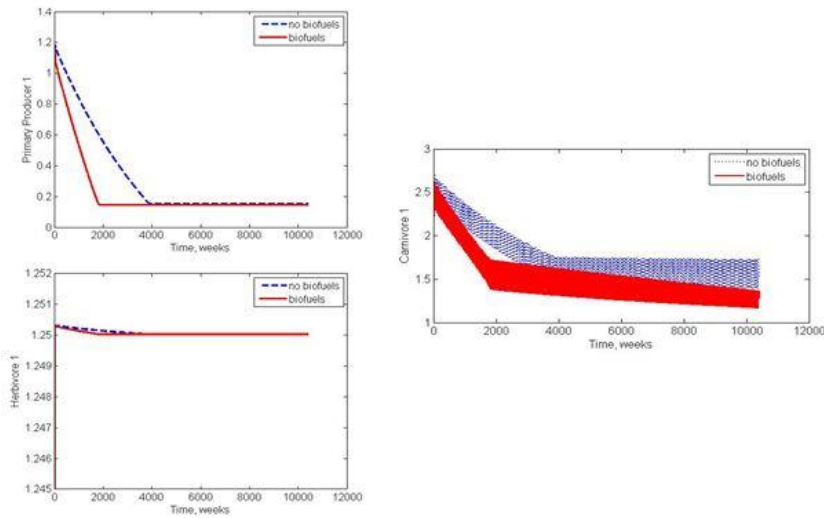 1.4
1.2
1
0.8
0.6
0.4
0.2
0
Primary Producer 1
no biofuels
biofuels
0 2000 4000 6000 8000 10000 12000
Time, weeks
1.252
1.251
1.25
1.249
1.248
1.247
1.246
1.245
Herbivore 1
no biofuels
biofuels
0 2000 4000 6000 8000 10000 12000
Time, weeks
3
2.5
2
1.5
1
Carnivore 1
no biofuels
biofuels
0 2000 4000 6000 8000 10000 12000
Time, weeks